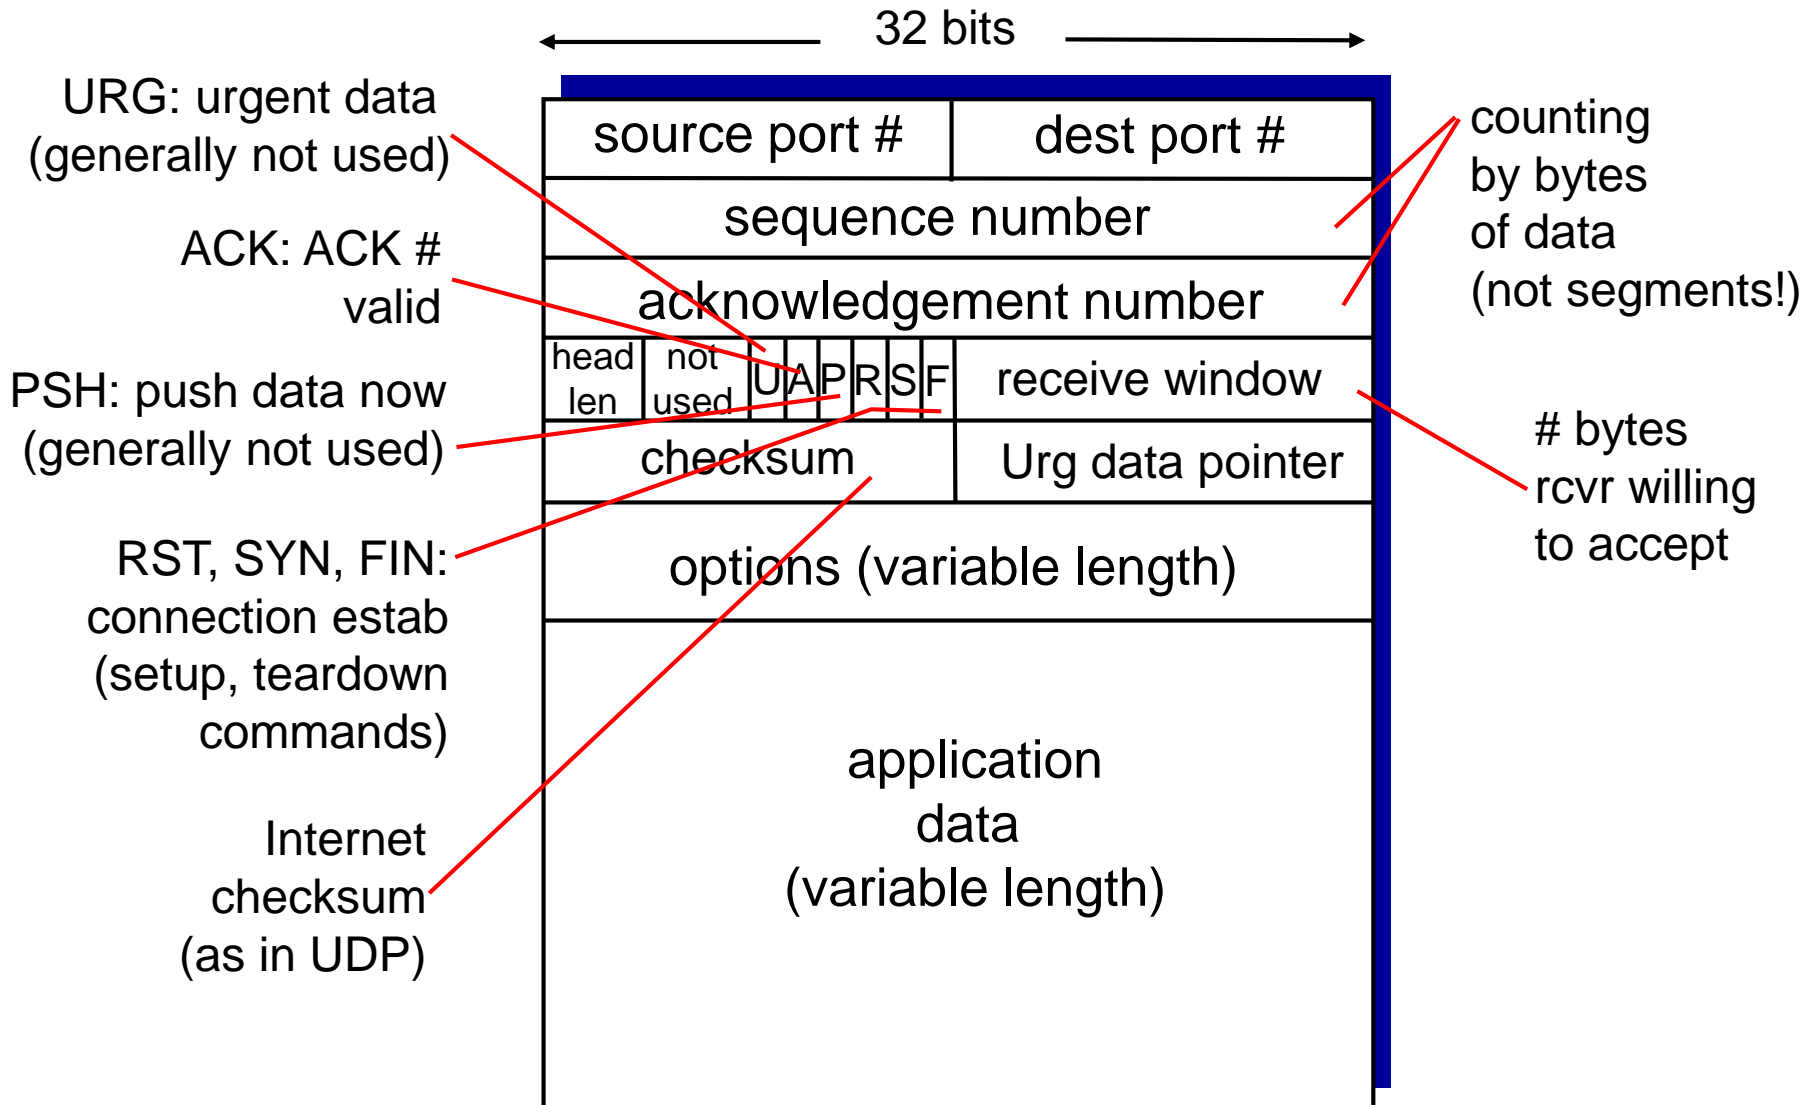 32 bits
URG: urgent data
(generally not used)
ACK: ACK #
valid
PSH: push data now
(generally not used)
RST, SYN, FIN:
connection estab
(setup, teardown
commands)
Internet
checksum
(as in UDP)
source port #
dest port #
sequence number
acknowledgement number
head
len
not
used
U A P R S F
receive window
checksum
Urg data pointer
options (variable length)
application
data
(variable length)
counting
by bytes
of data
(not segments!)
# bytes
rcvr willing
to accept